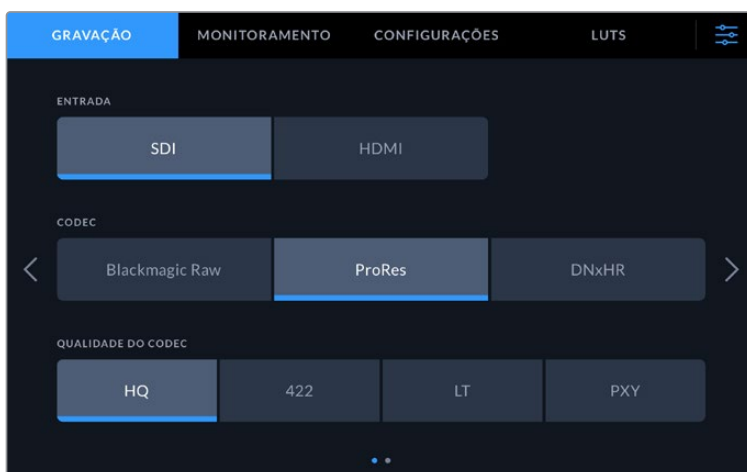 GRAVAÇÃO MONITORAMENTO CONFIGURAÇÕES LUTS
ENTRADA
SDI HDMI
CODEC
Blackmagic Raw ProRes DNxHR
QUALIDADE DO CODEC
HQ 422 LT PXY